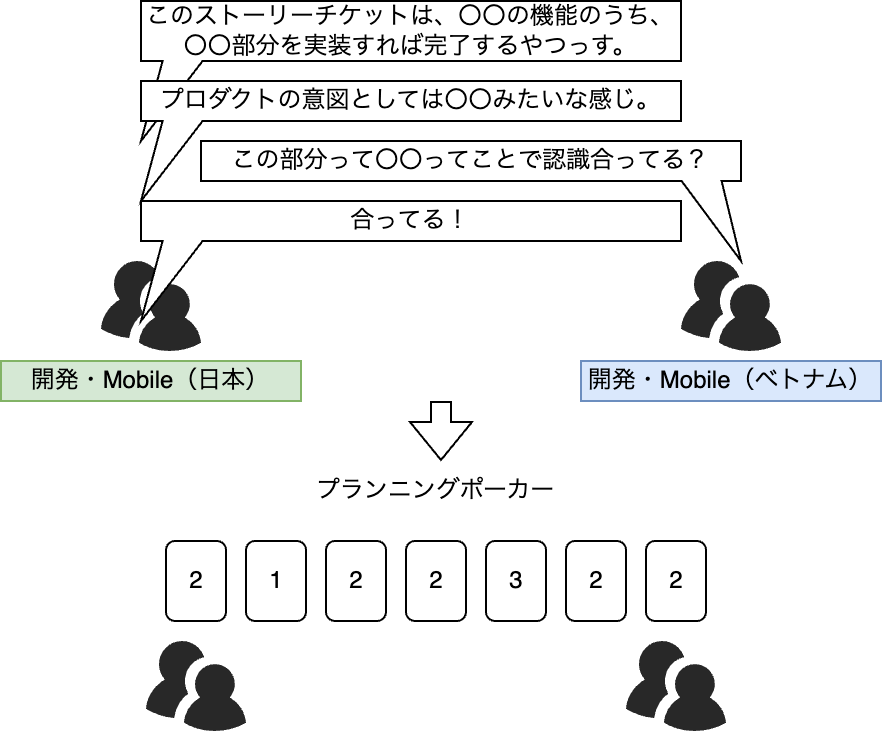 このストーリーチケットは、〇〇の機能のうち、
〇〇部分を実装すれば完了するやつっす。
プロダクトの意図としては〇〇みたいな感じ。
この部分って〇〇ってことで認識合ってる？
合ってる！
開発・Mobile（日本）
開発・Mobile（ベトナム）
プランニングポーカー
2 1 2 2 3 2 2